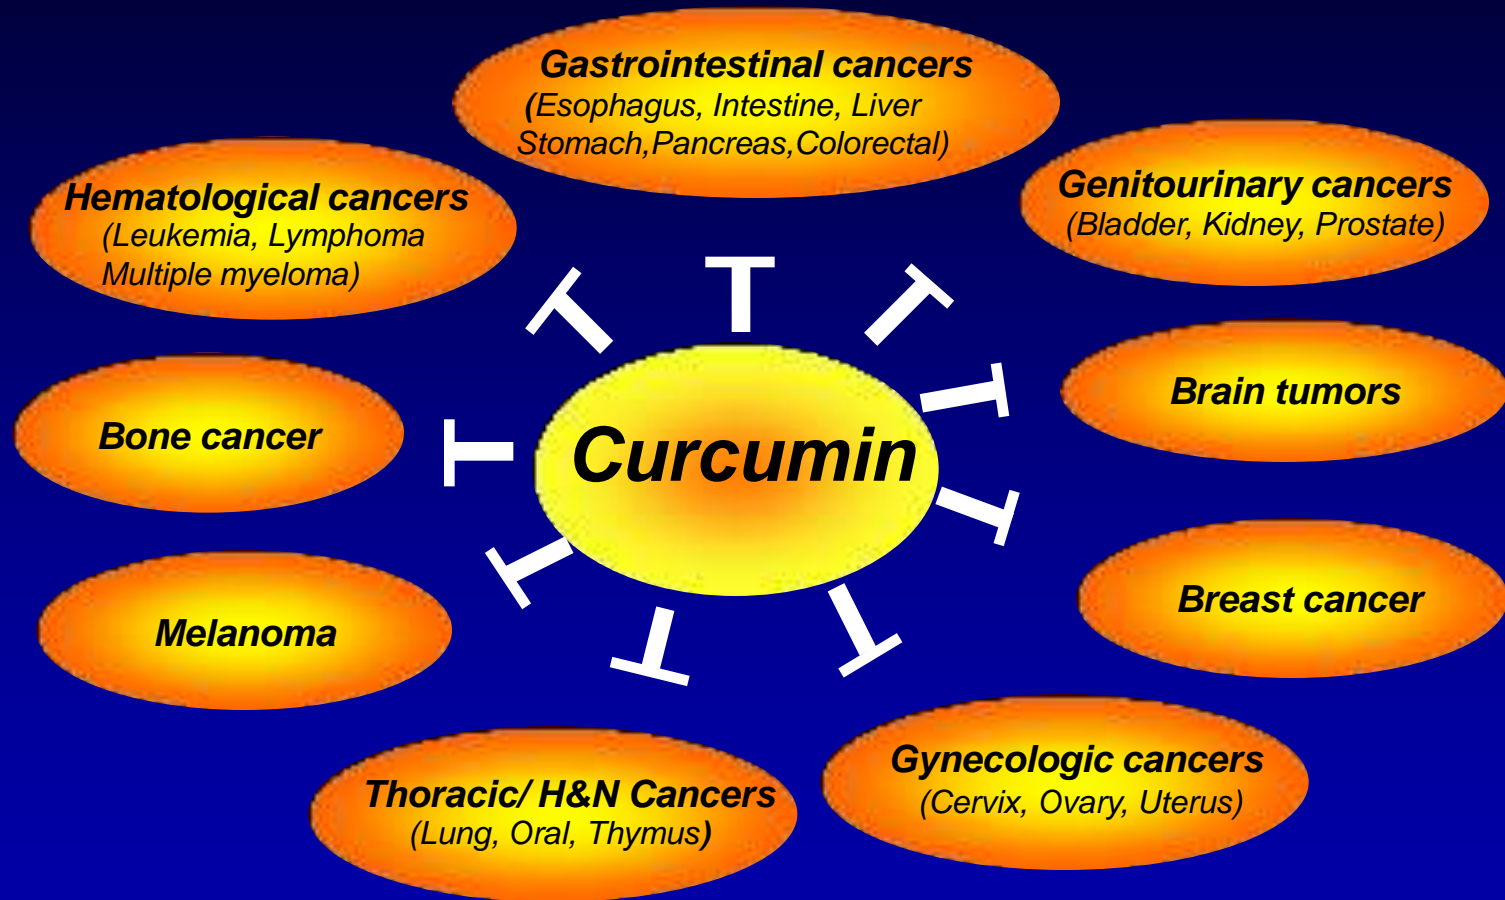 Gastrointestinal cancers
(Esophagus, Intestine, Liver
Stomach,Pancreas,Colorectal)
Hematological cancers
(Leukemia, Lymphoma
Multiple myeloma)
Genitourinary cancers
(Bladder, Kidney, Prostate)
Bone cancer
Curcumin
Brain tumors
Melanoma
Breast cancer
Thoracic/ H&N Cancers
(Lung, Oral, Thymus)
Gynecologic cancers
(Cervix, Ovary, Uterus)